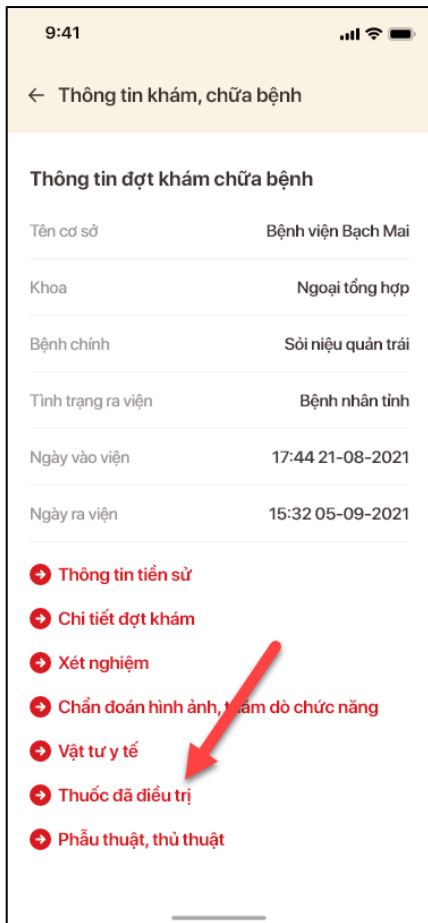 9:41
← Thông tin khám, chữa bệnh
Thông tin đợt khám chữa bệnh
Tên cơ sở Bệnh viện Bạch Mai
Khoa Ngoại tổng hợp
Bệnh chính Sỏi niệu quản trái
Tình trạng ra viện Bệnh nhân tỉnh
Ngày vào viện 17:44 21-08-2021
Ngày ra viện 15:32 05-09-2021
Thông tin tiền sử
Chi tiết đợt khám
Xét nghiệm
Chẩn đoán hình ảnh, thăm dò chức năng
Vật tư y tế
Thuốc đã điều trị
Phẫu thuật, thủ thuật